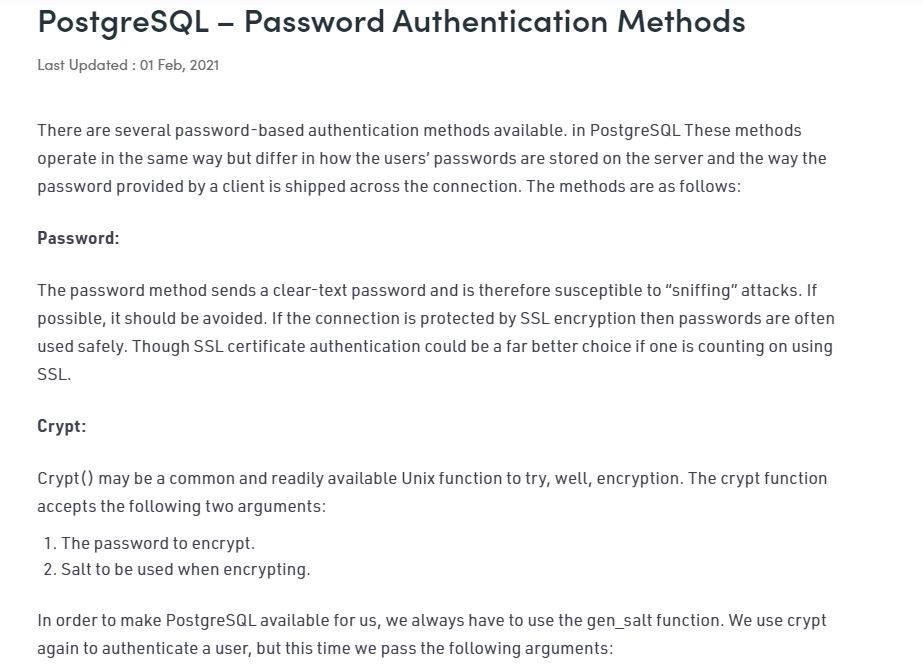 PostgreSQL – Password Authentication Methods
Last Updated : 01 Feb, 2021
There are several password-based authentication methods available. in PostgreSQL These methods
operate in the same way but differ in how the users’ passwords are stored on the server and the way the
password provided by a client is shipped across the connection. The methods are as follows:
Password:
The password method sends a clear-text password and is therefore susceptible to “sniffing” attacks. If
possible, it should be avoided. If the connection is protected by SSL encryption then passwords are often
used safely. Though SSL certificate authentication could be a far better choice if one is counting on using
SSL.
Crypt:
Crypt() may be a common and readily available Unix function to try, well, encryption. The crypt function
accepts the following two arguments:
1. The password to encrypt.
2. Salt to be used when encrypting.
In order to make PostgreSQL available for us, we always have to use the gen_salt function. We use crypt
again to authenticate a user, but this time we pass the following arguments: